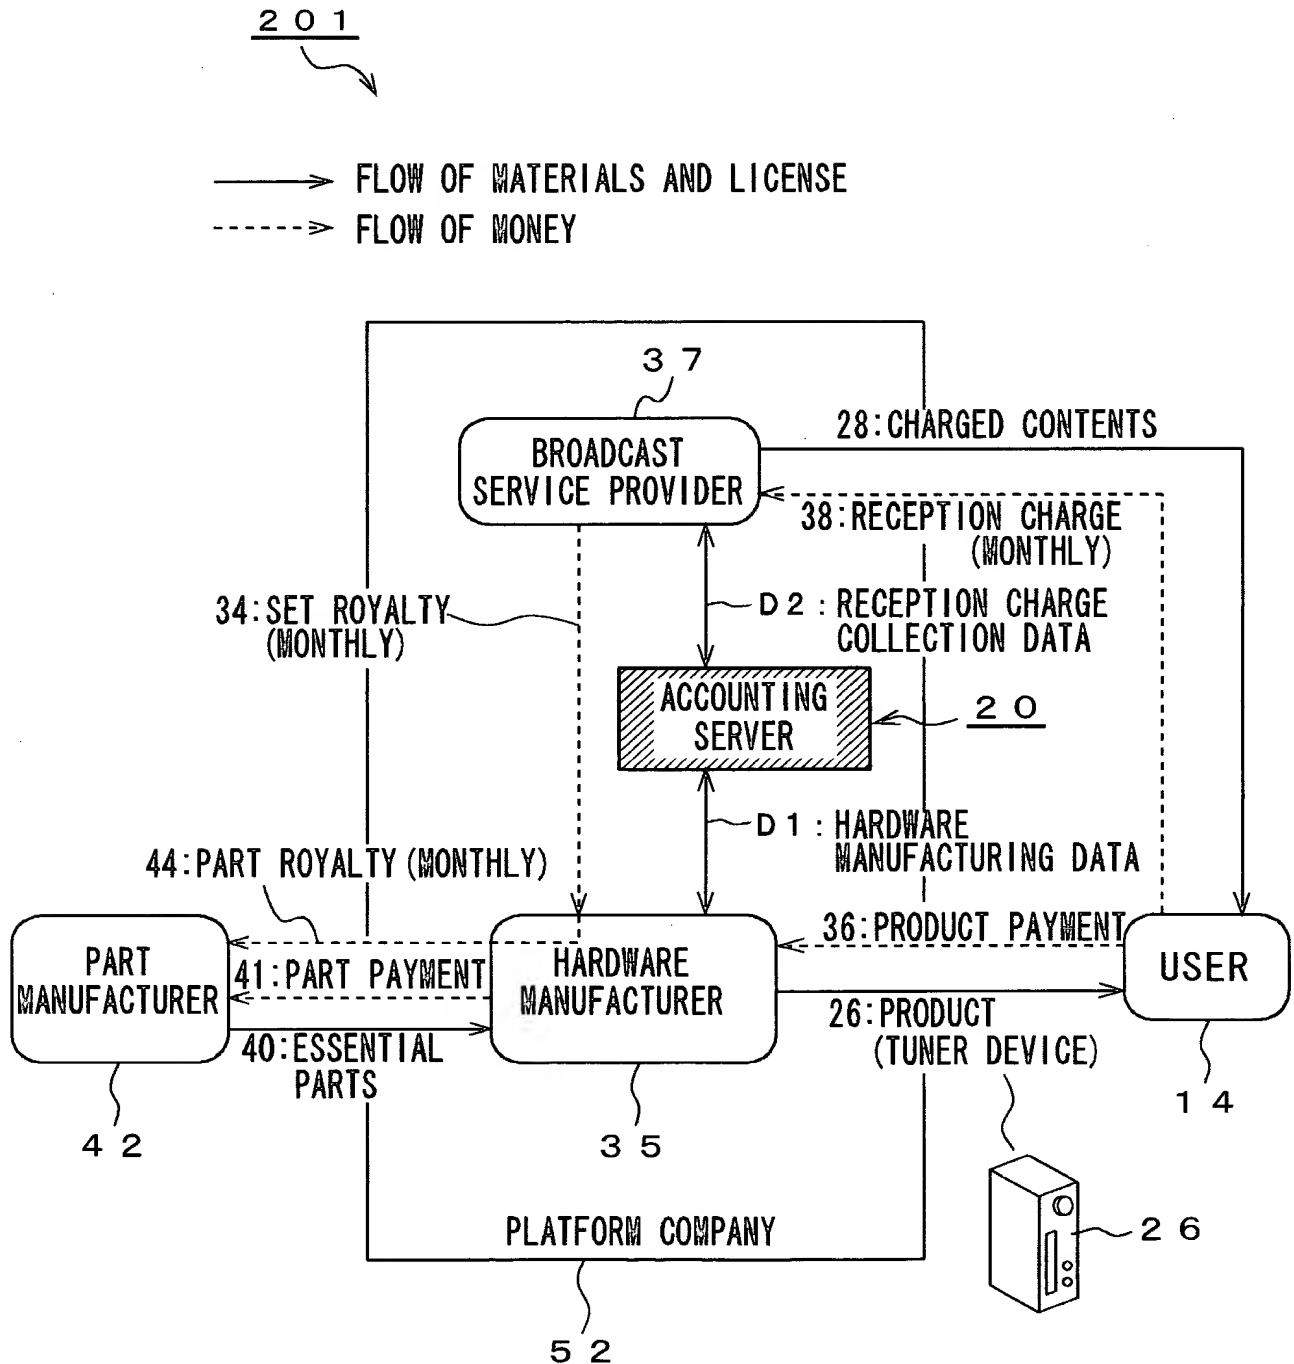 201
FLOW OF MATERIALS AND LICENSE
FLOW OF MONEY
37
BROADCAST
SERVICE PROVIDER
28:CHARGED CONTENTS
38:RECEPTION CHARGE
(MONTHLY)
34:SET ROYALTY
(MONTHLY)
D2:RECEPTION CHARGE
COLLECTION DATA
ACCOUNTING
SERVER
20
D1:HARDWARE
MANUFACTURING DATA
44:PART ROYALTY(MONTHLY)
PART
MANUFACTURER
41:PART PAYMENT
40:ESSENTIAL
PARTS
HARDWARE
MANUFACTURER
36:PRODUCT PAYMENT
USER
26:PRODUCT
(TUNER DEVICE)
42
35
14
26
PLATFORM COMPANY
52